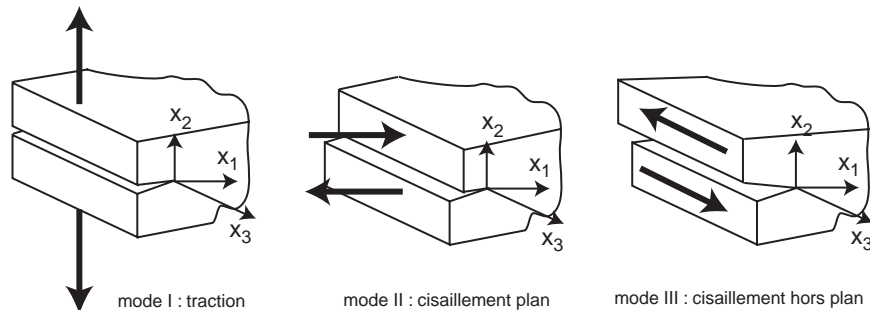 x2
x1
x3
mode I : traction
x2
x1
x3
mode II : cisaillement plan
x2
x1
x3
mode III : cisaillement hors plan